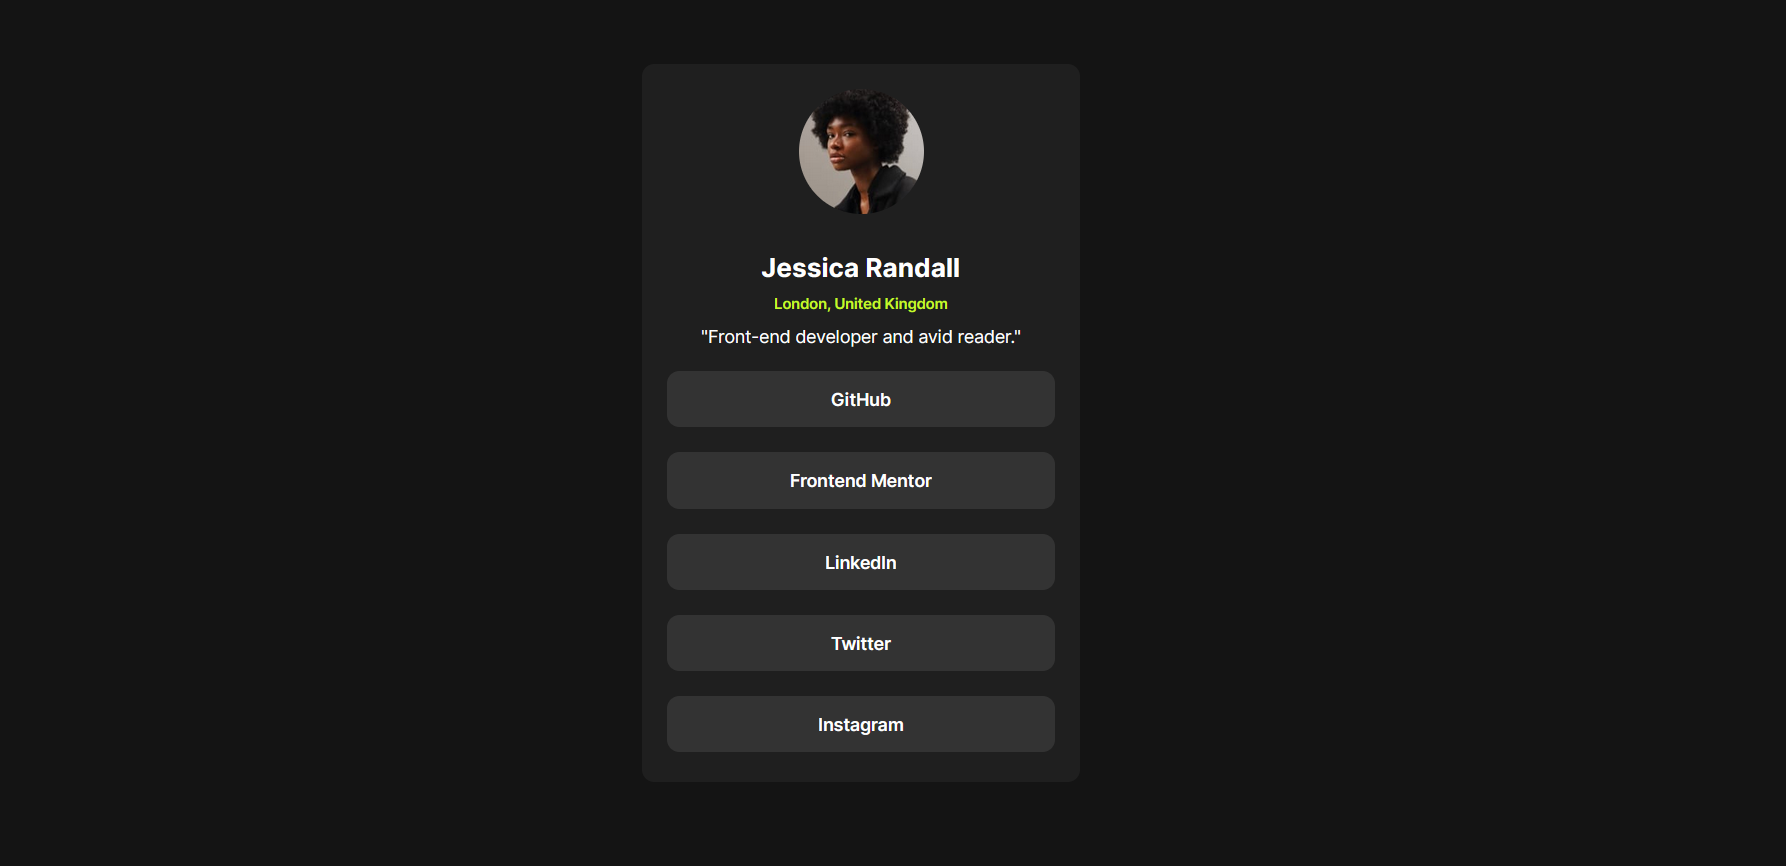 Jessica Randall
London, United Kingdom
"Front-end developer and avid reader."
GitHub
Frontend Mentor
LinkedIn
Twitter
Instagram